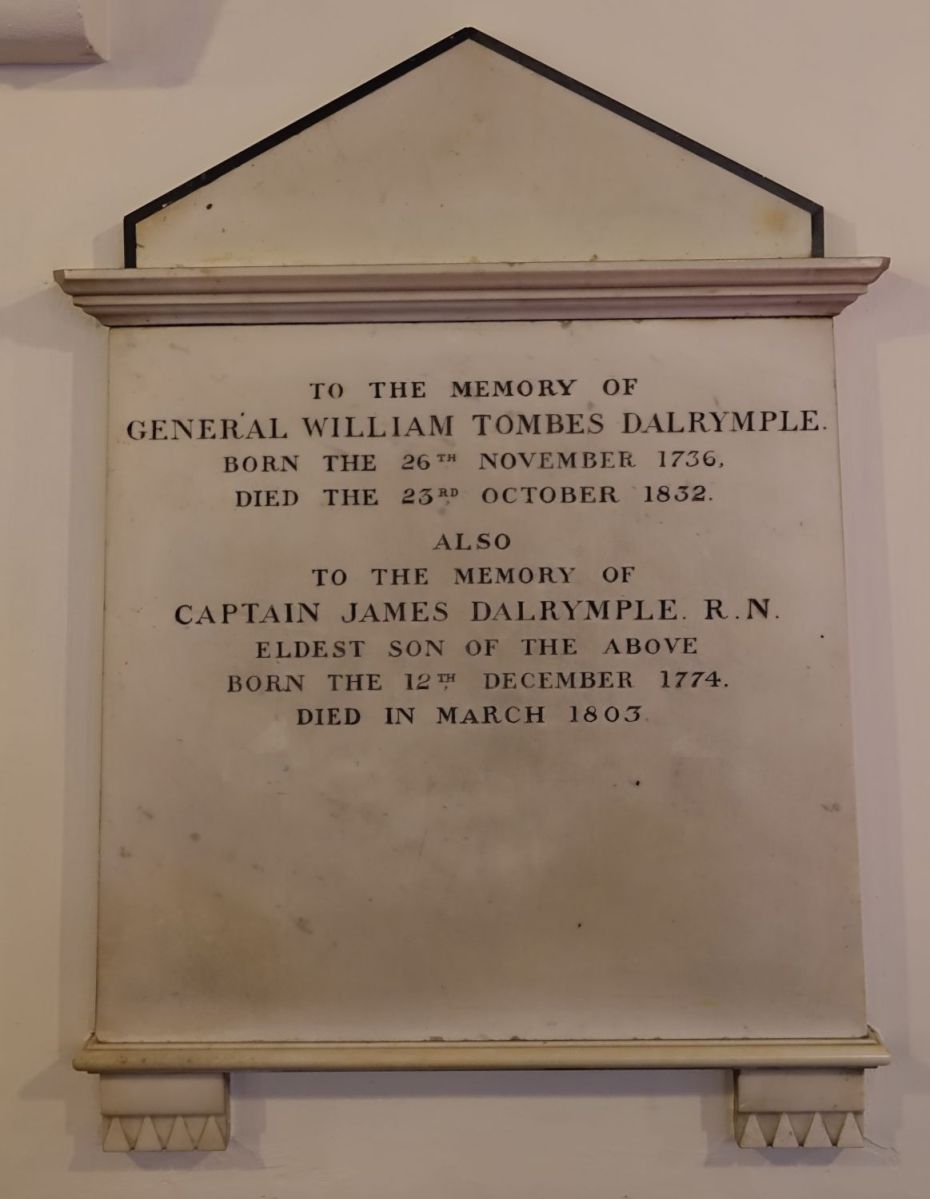 TO THE MEMORY OF
GENERAL WILLIAM TOMBES DALRYMPLE.
BORN THE 26TH NOVEMBER 1736,
DIED THE 23RD OCTOBER 1832.
ALSO
TO THE MEMORY OF
CAPTAIN JAMES DALRYMPLE. R.N.
ELDEST SON OF THE ABOVE
BORN THE 12TH DECEMBER 1774.
DIED IN MARCH 1803.